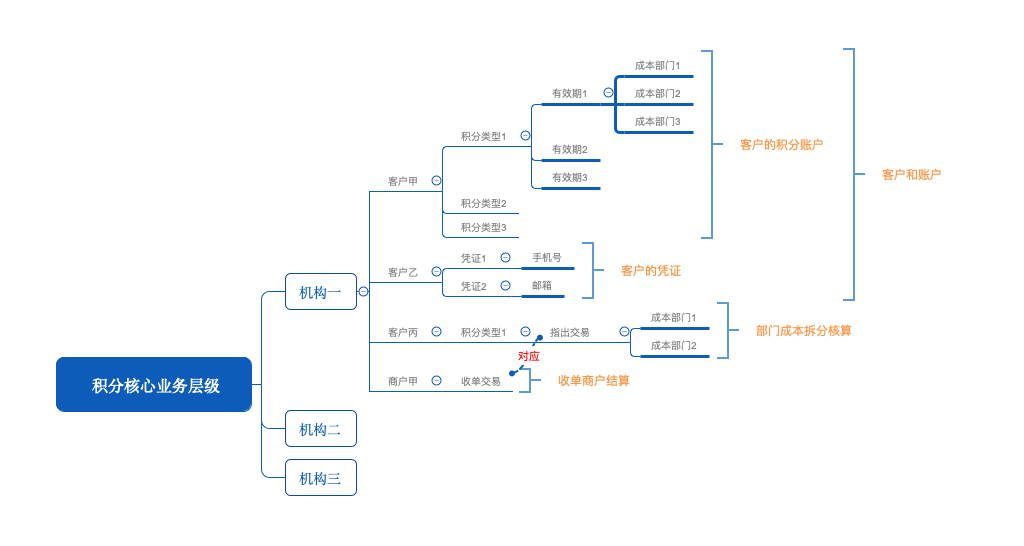 积分核心业务层级
机构一
客户甲
积分类型1
有效期1
成本部门1
成本部门2
成本部门3
有效期2
有效期3
积分类型2
积分类型3
客户的积分账户
客户乙
凭证1
手机号
凭证2
邮箱
客户的凭证
客户和账户
客户丙
积分类型1
指出交易
成本部门1
成本部门2
部门成本拆分核算
对应
商户甲
收单交易
收单商户结算
机构二
机构三